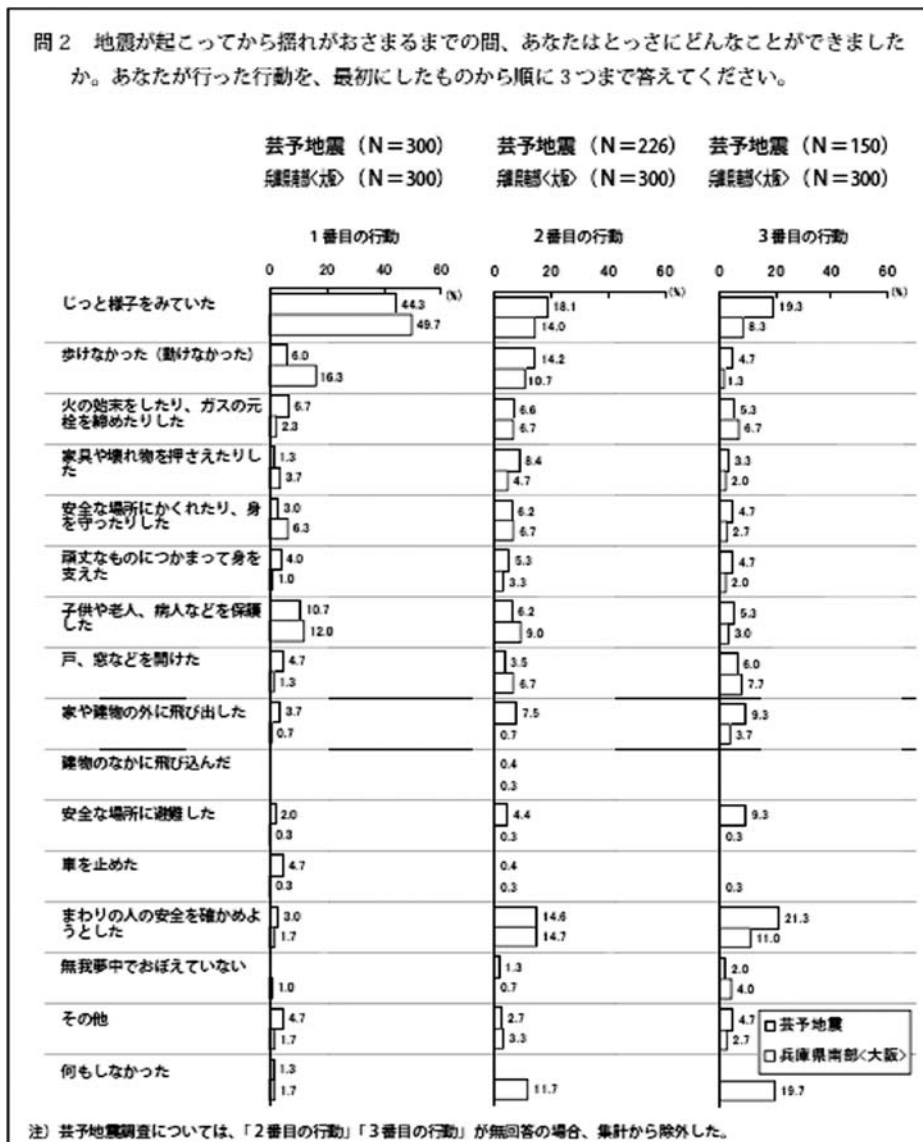 問2 地震が起こってから揺れがおさまるまでの間、あなたはとっさにどんなことができました
か。あなたが行った行動を、最初にしたものから順に3つまで答えてください。
芸予地震（N＝300） 芸予地震（N＝226） 芸予地震（N＝150）
<大阪>（N＝300） <大阪>（N＝300） <大阪>（N＝300）
1番目の行動 2番目の行動 3番目の行動
0 20 40 60 0 20 40 60 0 20 40 60
(%) (%) (%)
じっと様子をみていた 44.3 18.1 19.3
49.7 14.0 8.3
歩けなかった（動けなかった） 6.0 14.2 4.7
16.3 10.7 1.3
火の始末をしたり、ガスの元 6.7 6.6 5.3
栓を締めたりした 2.3 6.7 6.7
家具や壊れ物を押さえたりし 1.3 8.4 3.3
た 3.7 4.7 2.0
安全な場所にかくれたり、身 3.0 6.2 4.7
を守ったりした 6.3 6.7 2.7
頑丈なものにつかまって身を 4.0 5.3 4.7
支えた 1.0 3.3 2.0
子供や老人、病人などを保護 10.7 6.2 5.3
した 12.0 9.0 3.0
戸、窓などを開けた 4.7 3.5 6.0
1.3 6.7 7.7
家や建物の外に飛び出した 3.7 7.5 9.3
0.7 0.7 3.7
建物のなかに飛び込んだ 0.4
0.3
安全な場所に避難した 2.0 4.4 9.3
0.3 0.3 0.3
車を止めた 4.7 0.4
0.3 0.3 0.3
まわりの人の安全を確かめよ 3.0 14.6 21.3
うとした 1.7 14.7 11.0
無我夢中でおぼえていない 1.3 2.0
1.0 0.7 4.0
その他 4.7 2.7 4.7
1.7 3.3 2.7
何もしなかった 1.3
1.7 11.7 19.7
芸予地震
兵庫県南部<大阪>
注）芸予地震調査については、「2番目の行動」「3番目の行動」が無回答の場合、集計から除外した。